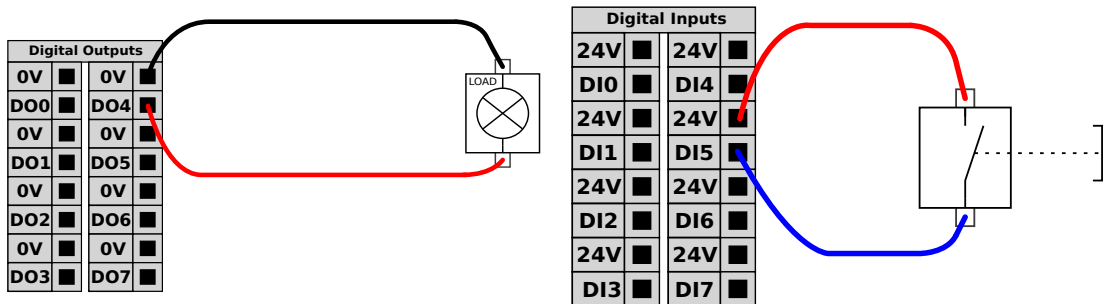 Digital Outputs
0V 0V
DO0 DO4
0V 0V
DO1 DO5
0V 0V
DO2 DO6
0V 0V
DO3 DO7
LOAD
Digital Inputs
24V 24V
DI0 DI4
24V 24V
DI1 DI5
24V 24V
DI2 DI6
24V 24V
DI3 DI7